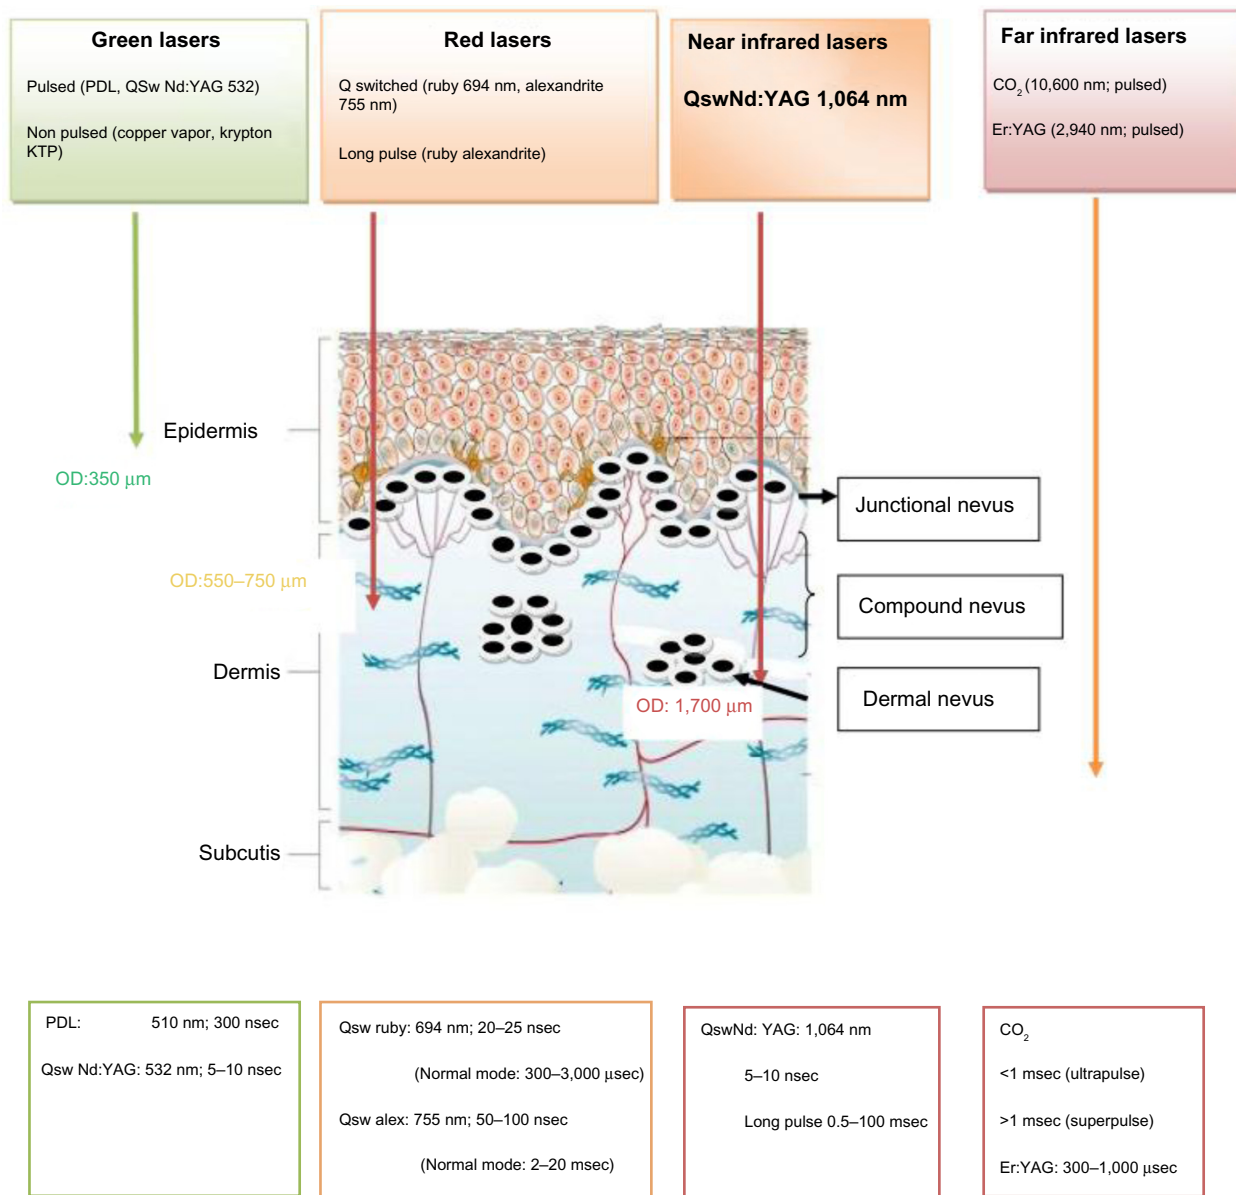 Green lasers
Pulsed (PDL, QSw Nd:YAG 532)
Non pulsed (copper vapor, krypton
KTP)
Red lasers
Q switched (ruby 694 nm, alexandrite
755 nm)
Long pulse (ruby alexandrite)
Near infrared lasers
QswNd:YAG 1,064 nm
Far infrared lasers
CO2 (10,600 nm; pulsed)
Er:YAG (2,940 nm; pulsed)
Epidermis
OD:350 μm
Junctional nevus
OD:550–750 μm
Compound nevus
Dermis
Dermal nevus
OD: 1,700 μm
Subcutis
PDL: 510 nm; 300 nsec
Qsw Nd:YAG: 532 nm; 5–10 nsec
Qsw ruby: 694 nm; 20–25 nsec
(Normal mode: 300–3,000 μsec)
Qsw alex: 755 nm; 50–100 nsec
(Normal mode: 2–20 msec)
QswNd: YAG: 1,064 nm
5–10 nsec
Long pulse 0.5–100 msec
CO2
<1 msec (ultrapulse)
>1 msec (superpulse)
Er:YAG: 300–1,000 μsec